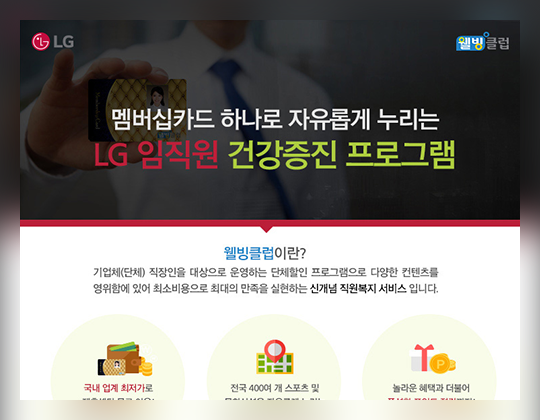 LG
웰빙클럽
멤버십카드 하나로 자유롭게 누리는
LG 임직원 건강증진 프로그램
웰빙클럽이란?
기업체(단체) 직장인을 대상으로 운영하는 단체할인 프로그램으로 다양한 컨텐츠를
영위함에 있어 최소비용으로 최대의 만족을 실현하는 신개념 직원복지 서비스 입니다.
국내 업계 최저가로
전국 400여 개 스포츠 및
놀라운 혜택과 더불어